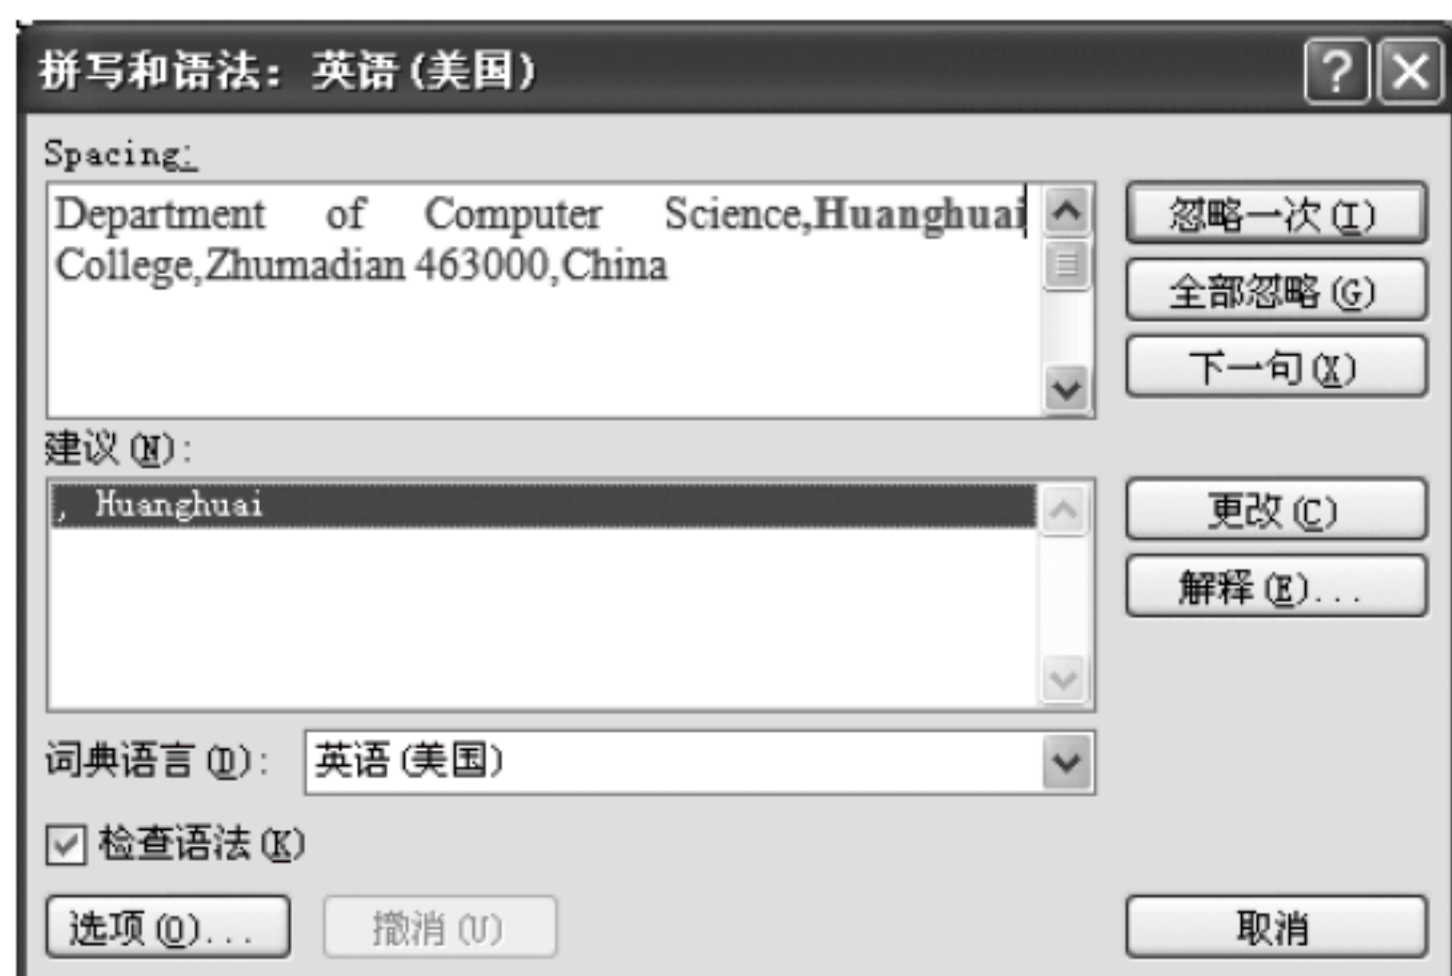 拼写和语法：英语(美国)
Spacing:
Department of Computer Science,Huanghuai
College,Zhumadian 463000,China
忽略一次(I)
全部忽略(G)
下一句(X)
建议(N)：
, Huanghuai
更改(C)
解释(E)...
词典语言(D)： 英语(美国)
检查语法(K)
选项(O)... 撤消(U) 取消